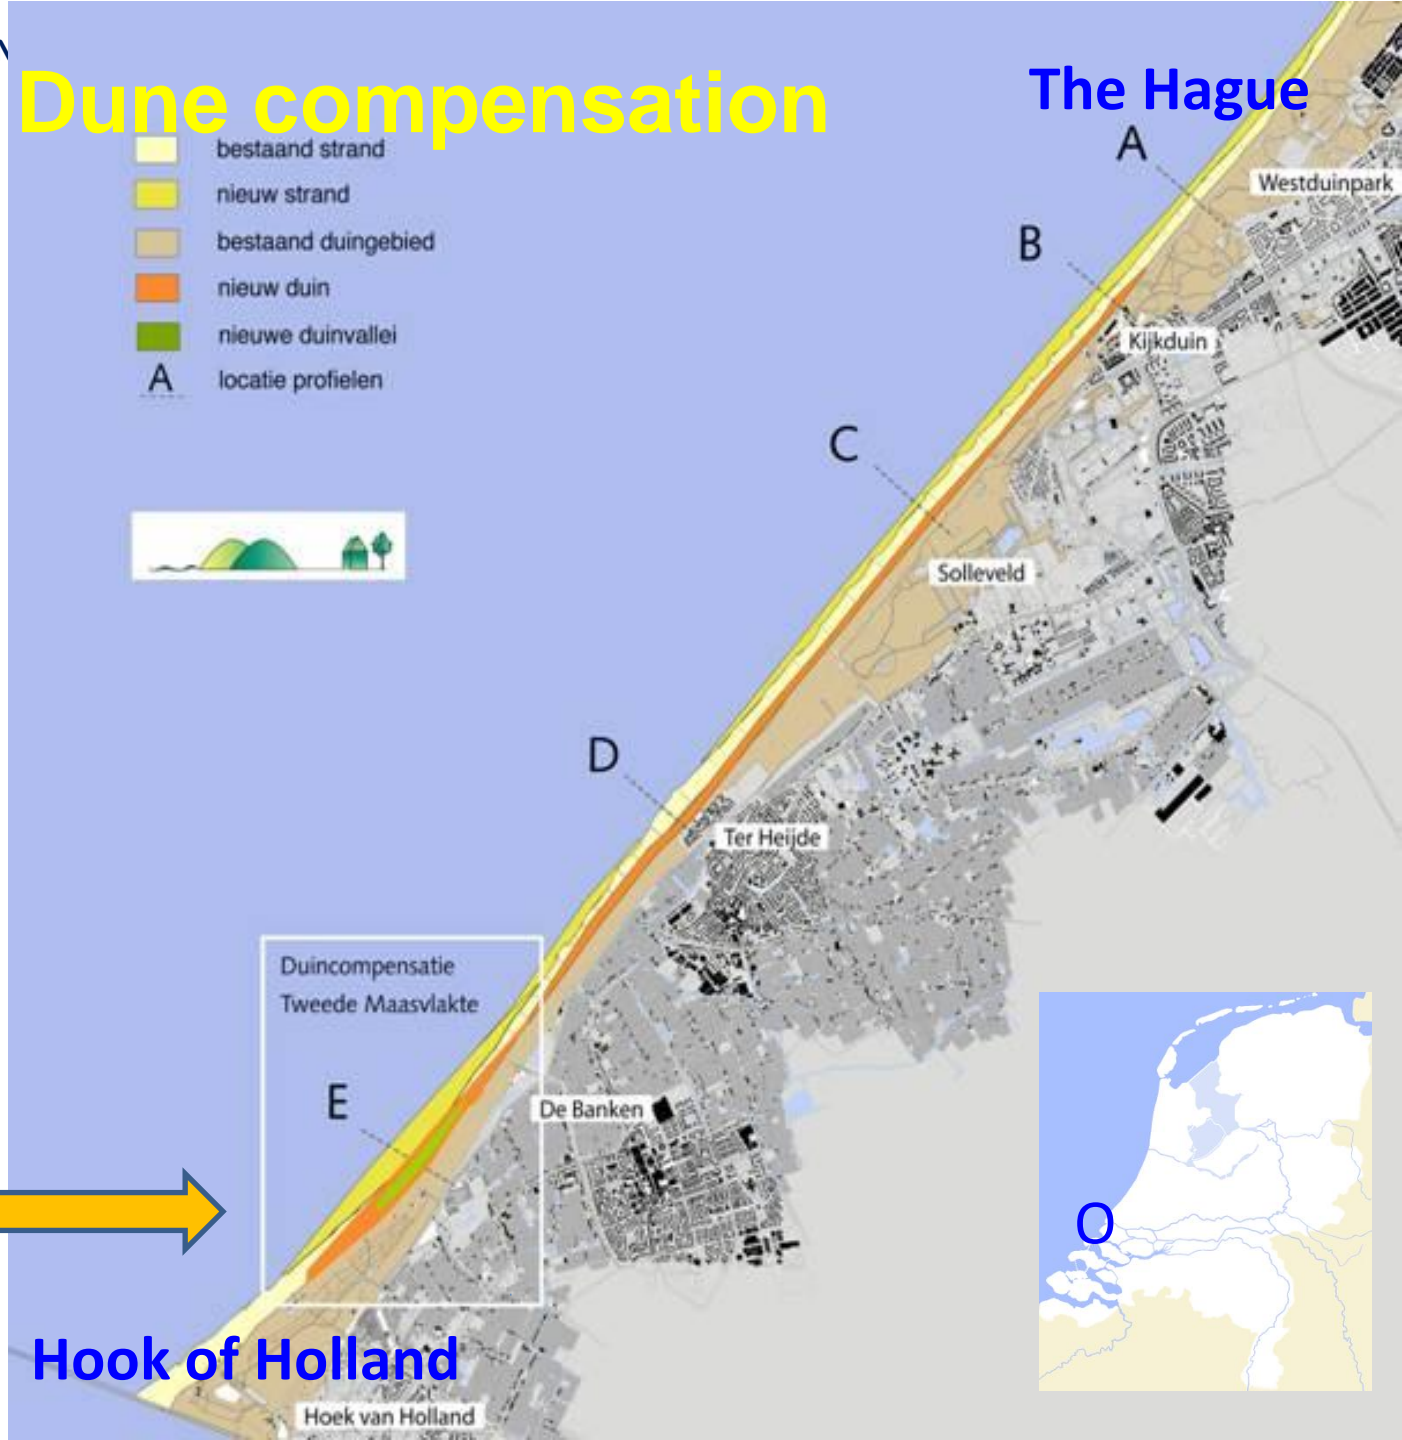 Dune compensation
The Hague
bestaand strand
nieuw strand
bestaand duingebied
nieuw duin
nieuwe duinvallei
A locatie profielen
A
Westduinpark
B
Kijkduin
C
Solleveld
D
Ter Heijde
Duincompensatie
Tweede Maasvlakte
E
De Banken
O
Hook of Holland
Hoek van Holland